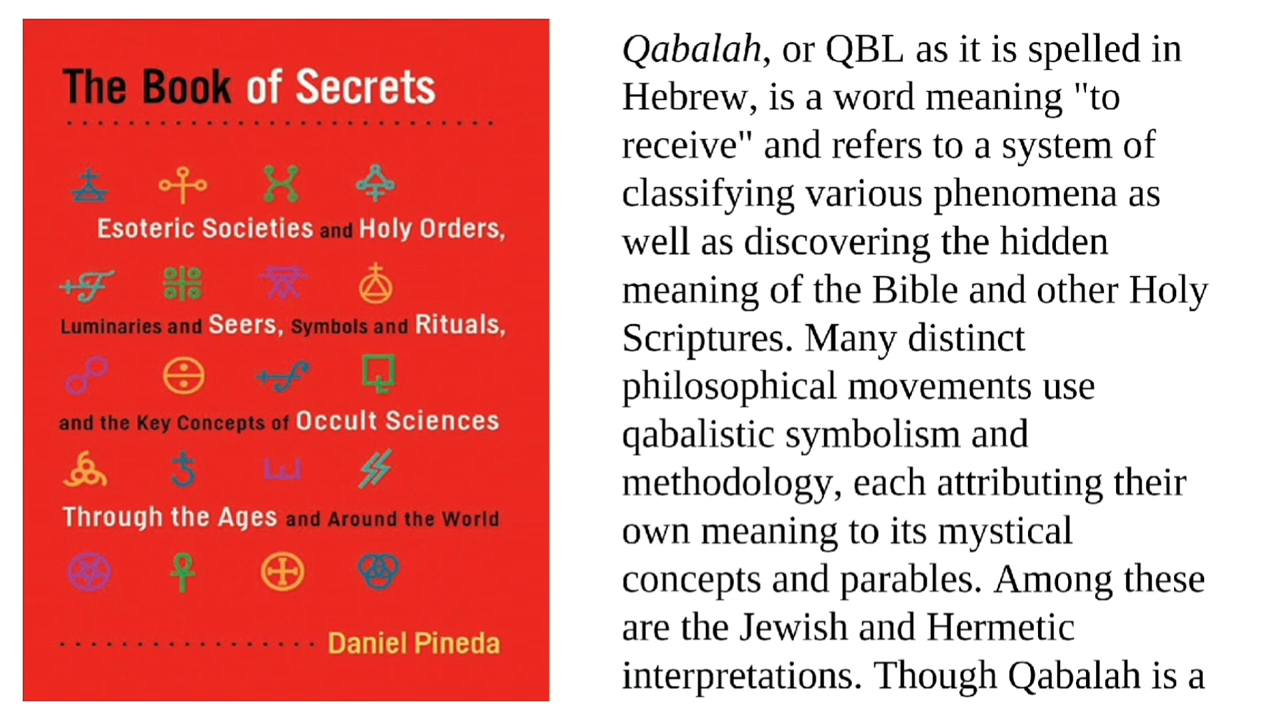 The Book of Secrets
Esoteric Societies and Holy Orders,
Luminaries and Seers, Symbols and Rituals,
and the Key Concepts of Occult Sciences
Through the Ages and Around the World
Daniel Pineda
Qabalah, or QBL as it is spelled in
Hebrew, is a word meaning "to
receive" and refers to a system of
classifying various phenomena as
well as discovering the hidden
meaning of the Bible and other Holy
Scriptures. Many distinct
philosophical movements use
qabalistic symbolism and
methodology, each attributing their
own meaning to its mystical
concepts and parables. Among these
are the Jewish and Hermetic
interpretations. Though Qabalah is a